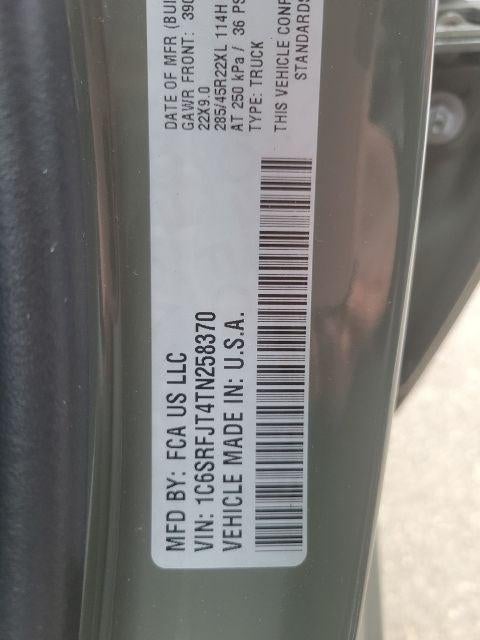 MFD BY: FCA US LLC
VIN: 1C6SRFJT4TN258370
VEHICLE MADE IN: U.S.A.
DATE OF MFR (BUI
GAWR FRONT: 390
22X9.0
285/45R22XL 114H
AT 250 kPa / 36 PS
TYPE: TRUCK
THIS VEHICLE CONF
STANDARDS